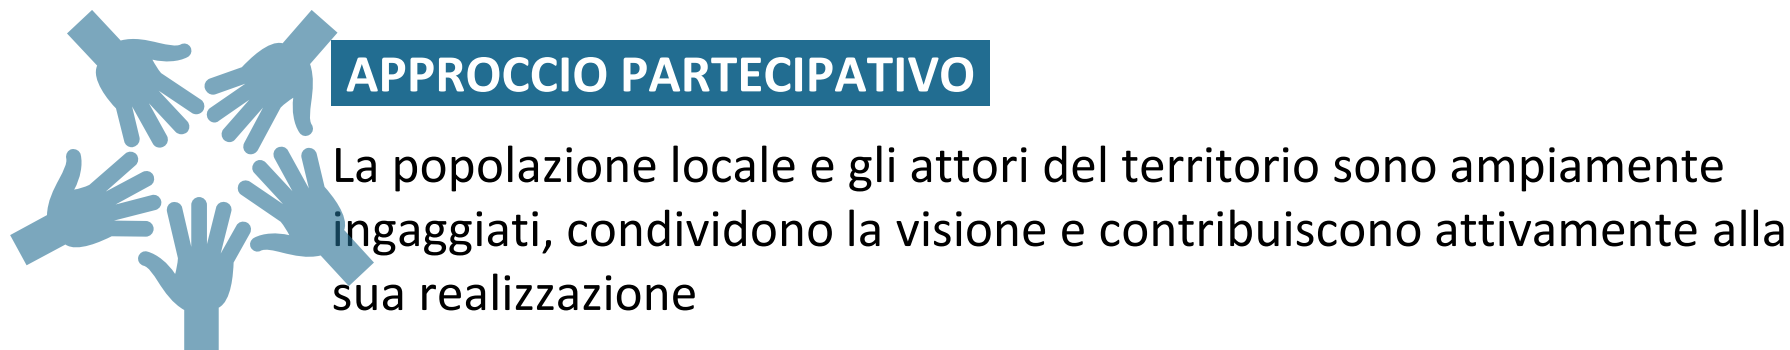 APPROCCIO PARTECIPATIVO
La popolazione locale e gli attori del territorio sono ampiamente
ingaggiati, condividono la visione e contribuiscono attivamente alla
sua realizzazione